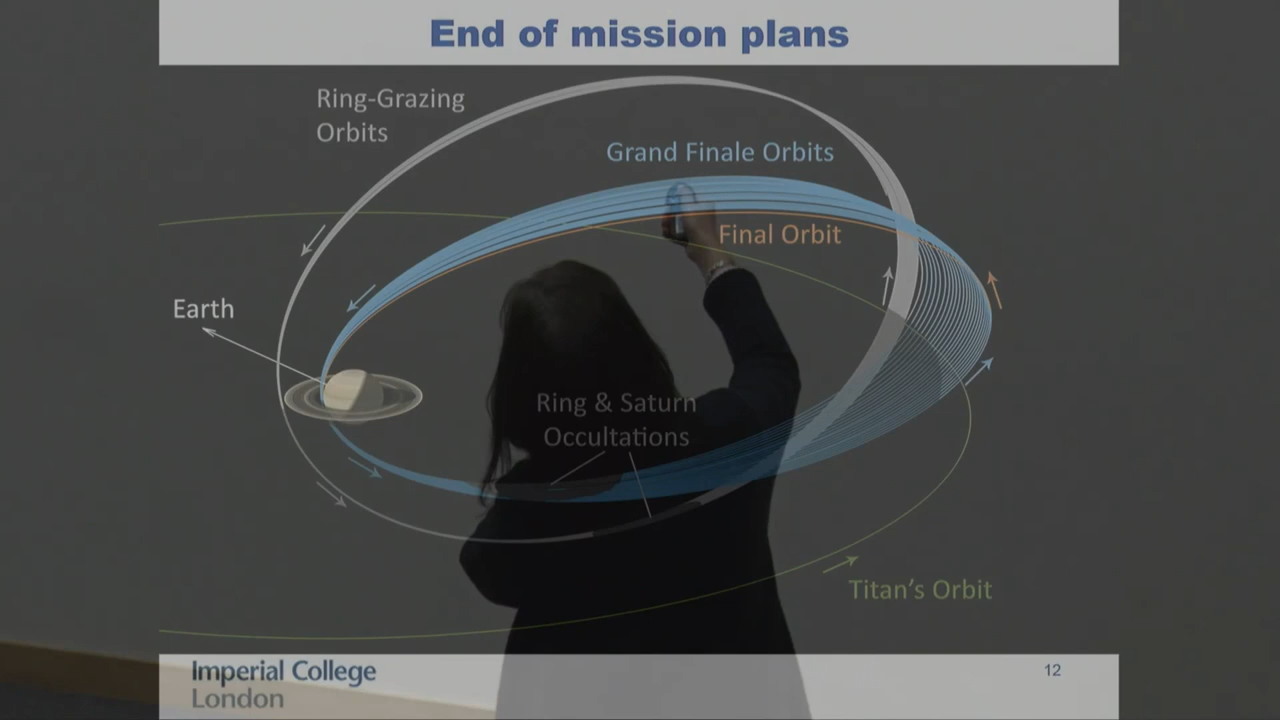 End of mission plans
Ring-Grazing
Orbits
Grand Finale Orbits
Final Orbit
Earth
Ring & Saturn
Occultations
Titan's Orbit
Imperial College
London
12